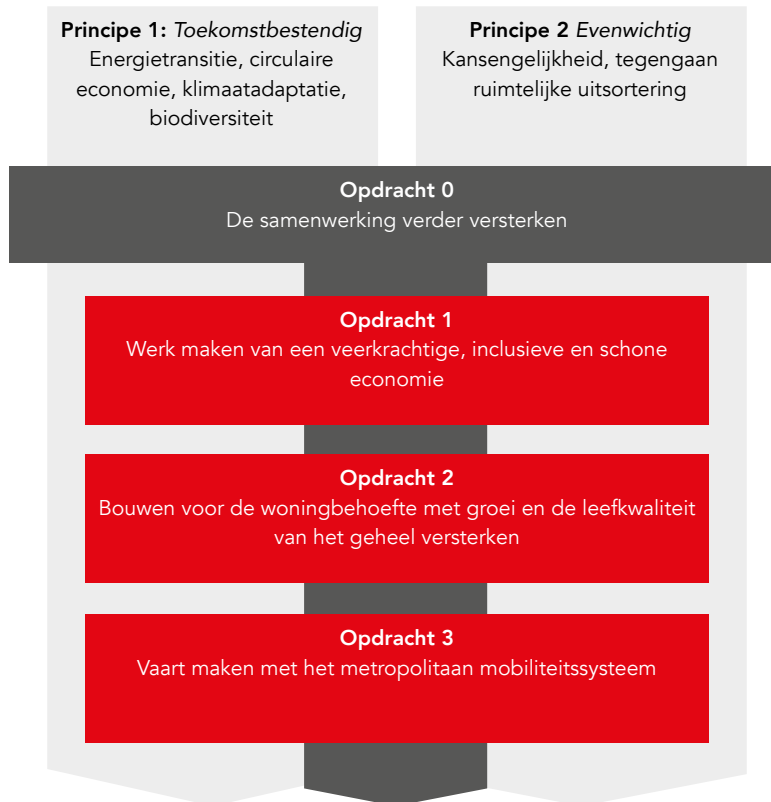 Principe 1: Toekomstbestendig
Energietransitie, circulaire
economie, klimaatadaptatie,
biodiversiteit
Principe 2 Evenwichtig
Kansengelijkheid, tegengaan
ruimtelijke uitsortering
Opdracht 0
De samenwerking verder versterken
Opdracht 1
Werk maken van een veerkrachtige, inclusieve en schone
economie
Opdracht 2
Bouwen voor de woningbehoefte met groei en de leefkwaliteit
van het geheel versterken
Opdracht 3
Vaart maken met het metropolitaan mobiliteitssysteem